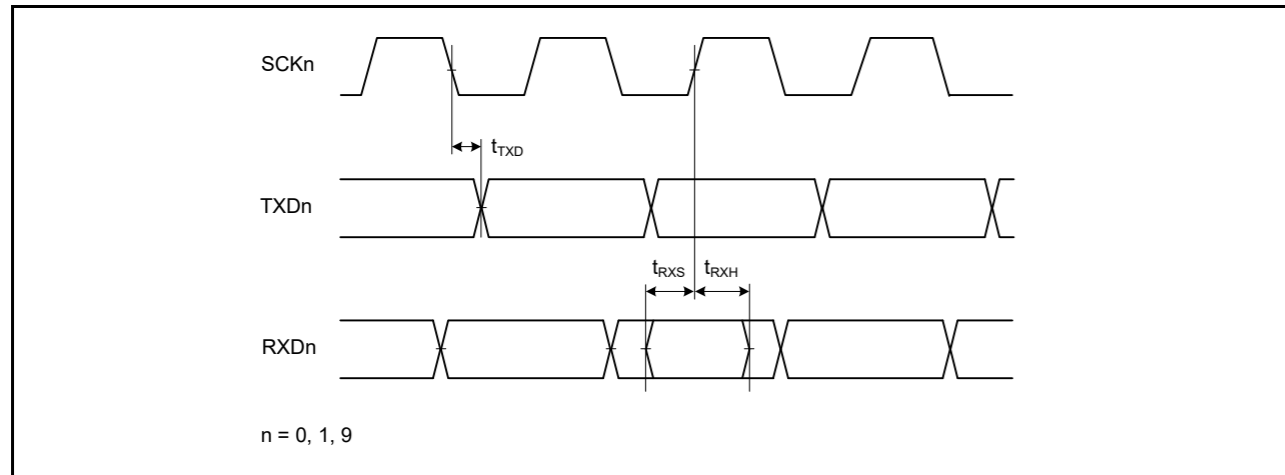 SCKn
tTXD
TXDn
tRXS tRXH
RXDn
n = 0, 1, 9